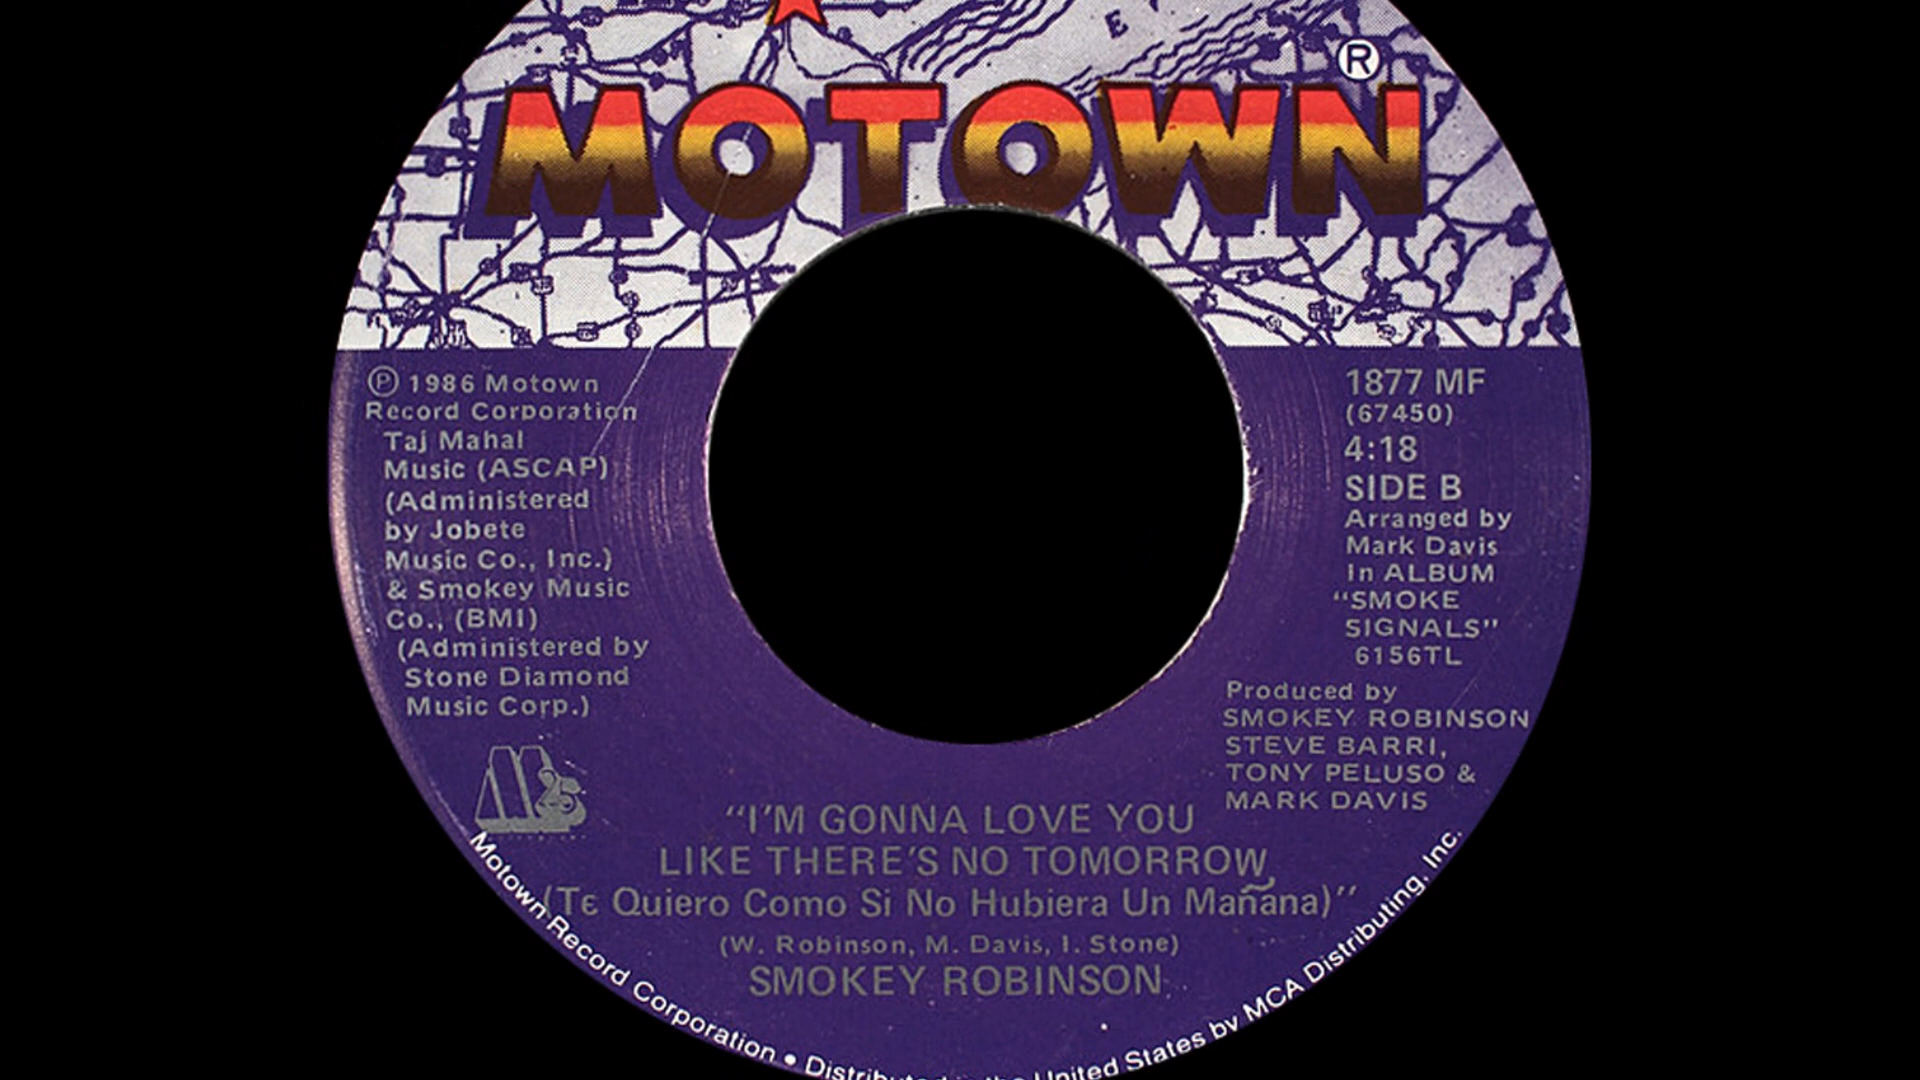 E
®
MOTOWN
℗ 1986 Motown
Record Corporation
Taj Mahal
Music (ASCAP)
(Administered
by Jobete
Music Co., Inc.)
& Smokey Music
Co., (BMI)
(Administered by
Stone Diamond
Music Corp.)
1877 MF
(67450)
4:18
SIDE B
Arranged by
Mark Davis
In ALBUM
“SMOKE
SIGNALS”
6156TL
Produced by
SMOKEY ROBINSON
STEVE BARRI,
TONY PELUSO &
MARK DAVIS
“I’M GONNA LOVE YOU
LIKE THERE’S NO TOMORROW
(Te Quiero Como Si No Hubiera Un Mañana)”
(W. Robinson, M. Davis, I. Stone)
SMOKEY ROBINSON
Motown Record Corporation • Distributed in the United States by MCA Distributing, Inc.